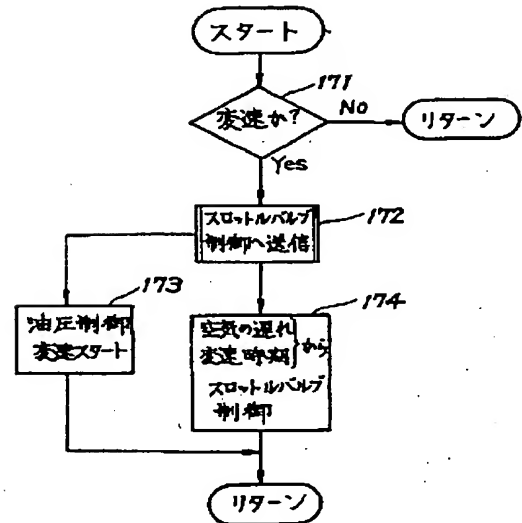 スタート
171
変速か?
No
リターン
Yes
スロットルバルブ
制御へ送信
172
173
油圧制御
変速スタート
174
空気の遅れ
変速時期
から
スロットルバルブ
制御
リターン